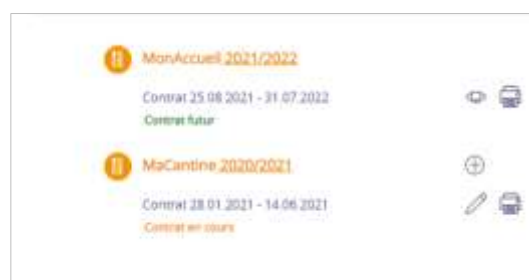 MonAccueil 2021/2022
Contrat 25.08.2021 - 31.07.2022
Contrat futur
MaCantine 2020/2021
Contrat 28.01.2021 - 14.06.2021
Contrat en cours